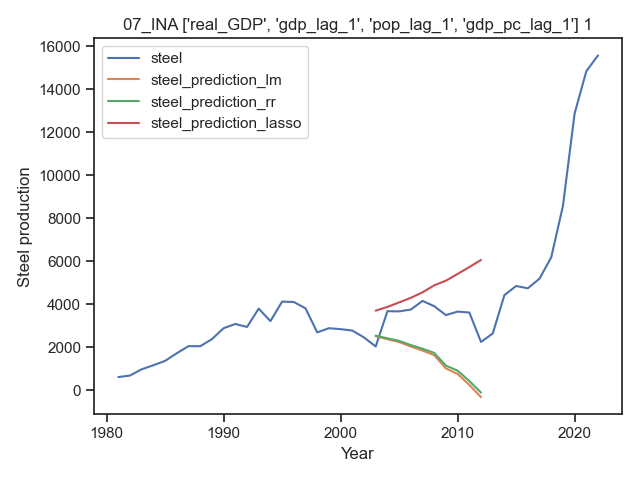 07_INA ['real_GDP', 'gdp_lag_1', 'pop_lag_1', 'gdp_pc_lag_1'] 1
steel
steel_prediction_lm
steel_prediction_rr
steel_prediction_lasso
Steel production
16000
14000
12000
10000
8000
6000
4000
2000
0
1980
1990
2000
2010
2020
Year